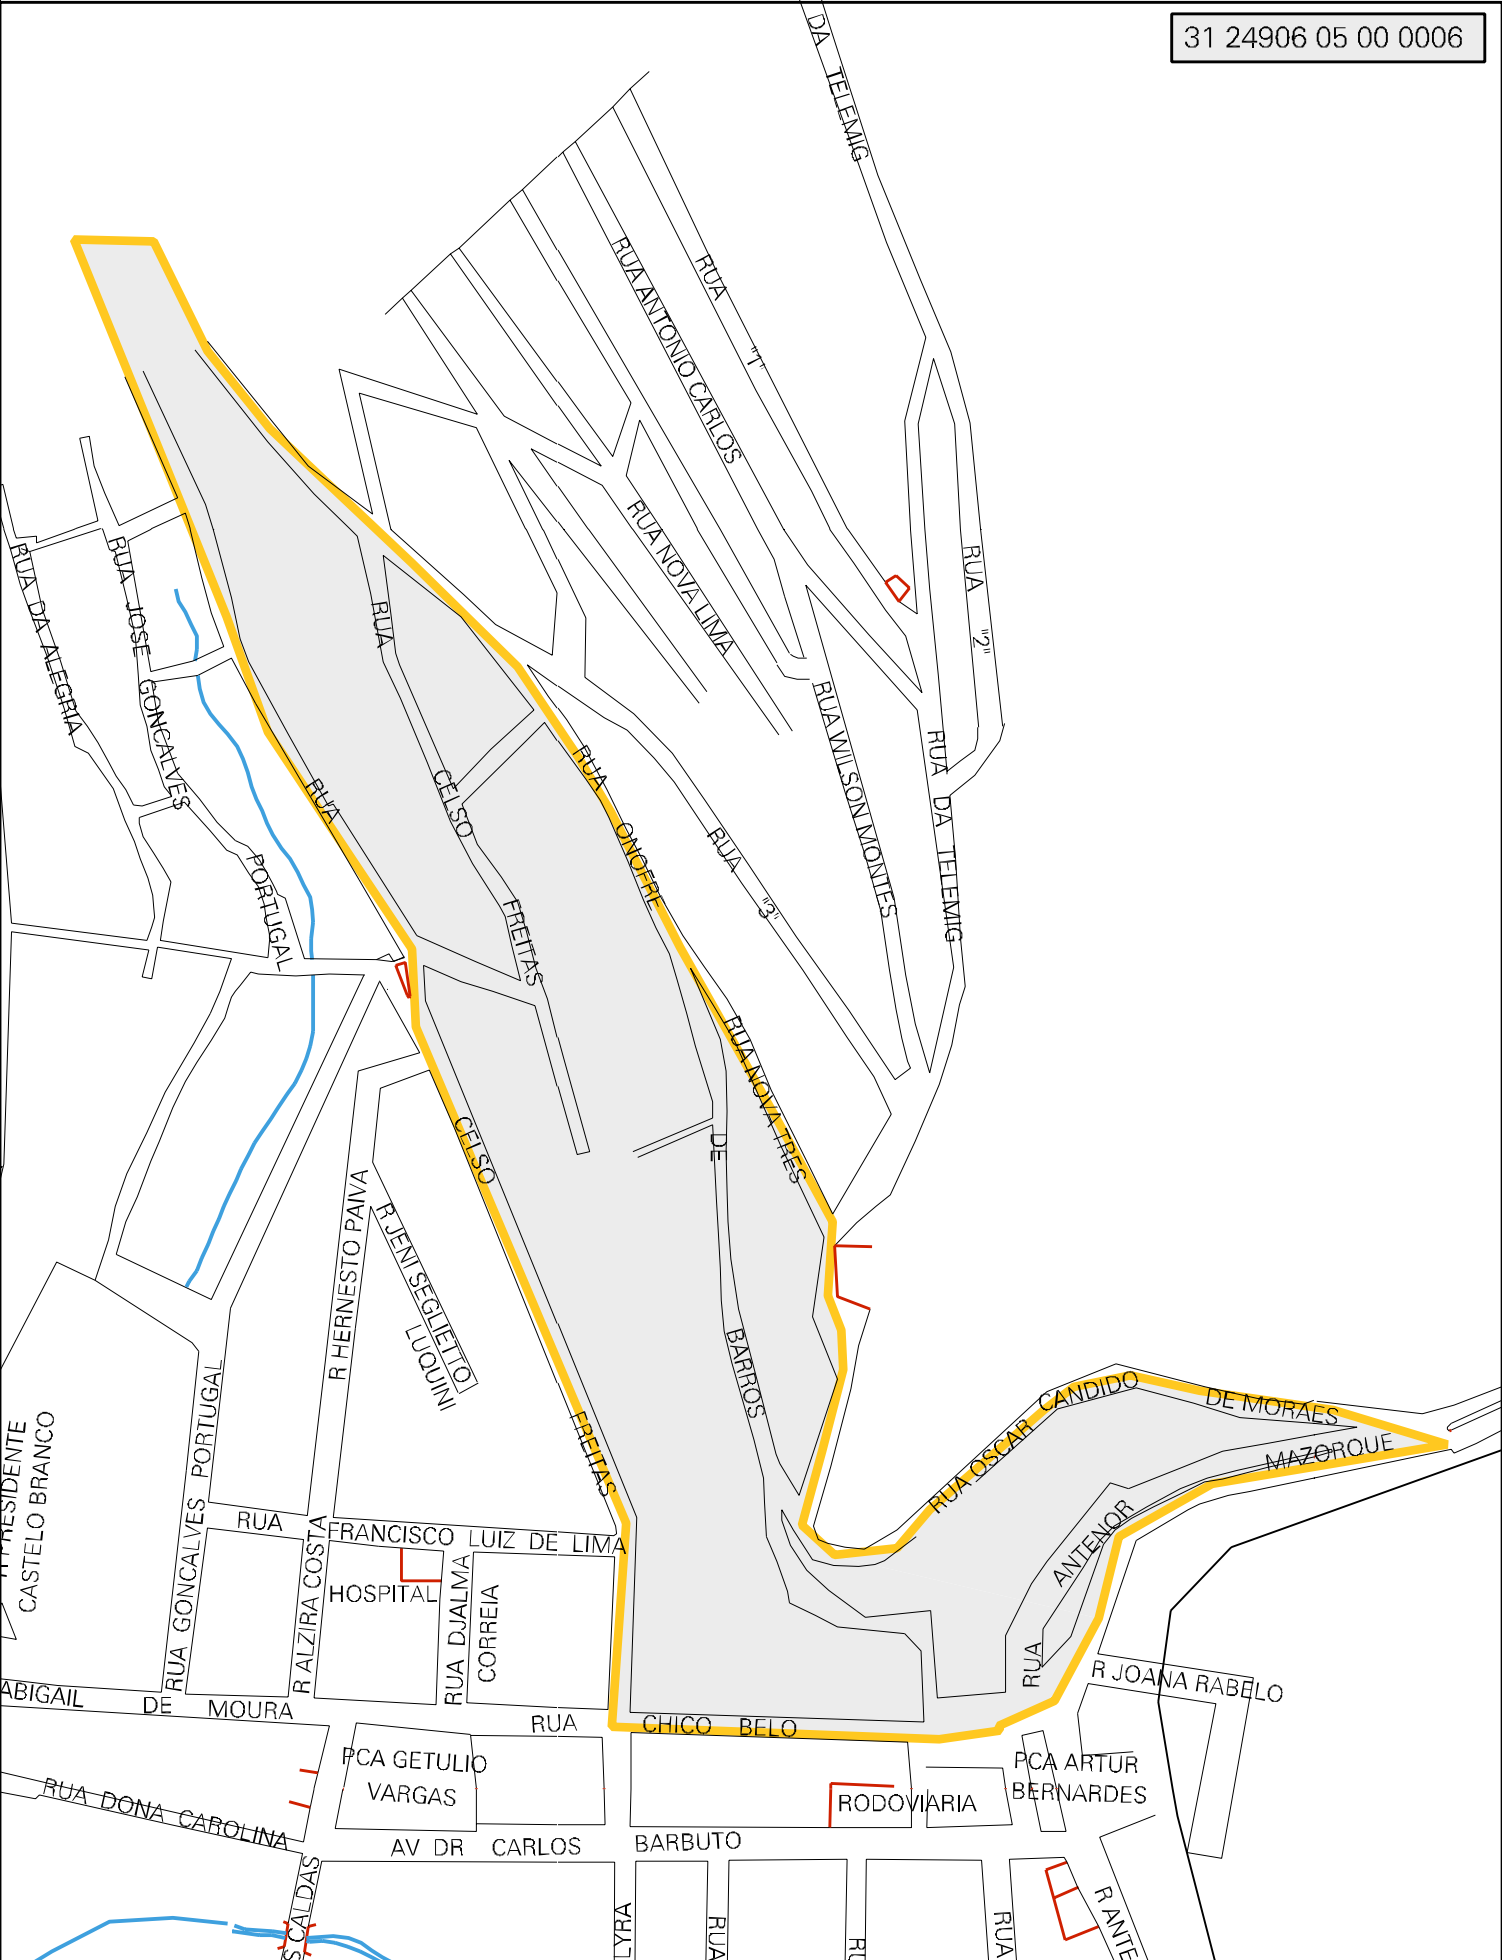 31 24906 05 00 0006
DA TELEMIG
RUA ANTONIO CARLOS
RUA "1"
RUA NOVA LIMA
RUA "2"
RUA DA ALEGRIA
RUA JOSE GONCALVES PORTUGAL
RUA CELSO FREITAS
RUA WILSON MONTES
RUA DA TELEMIG
RUA "3"
RUA ONOFRE DE BARROS
RUA NOVA TRES
RUA CELSO FREITAS
R HERNESTO PAIVA
R JENI SEGLIETTO
LUQUINI
RUA OSCAR CANDIDO DE MORAES
RUA ANTENOR MAZORQUE
PRESIDENTE
CASTELO BRANCO
RUA GONCALVES PORTUGAL
R ALZIRA COSTA
RUA FRANCISCO LUIZ DE LIMA
HOSPITAL
RUA DJALMA
CORREIA
R JOANA RABELO
ABIGAIL DE MOURA
RUA CHICO BELO
PCA GETULIO
VARGAS
PCA ARTUR
BERNARDES
RODOVIARIA
RUA DONA CAROLINA
AV DR CARLOS BARBUTO
S CALDAS
LYRA
RUA
RUA
R ANTE